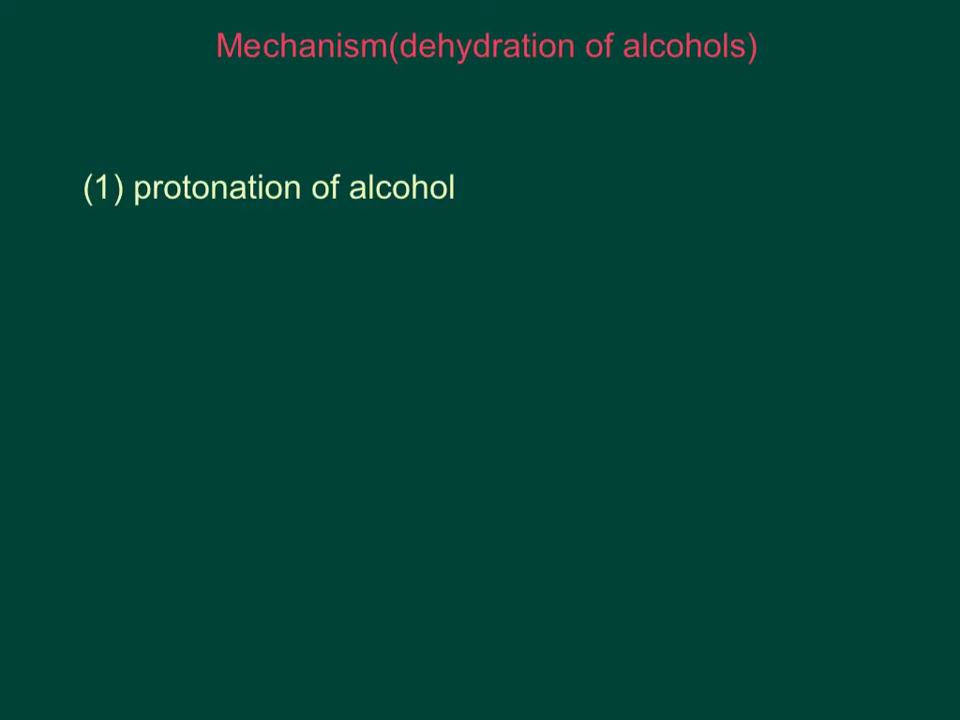 Mechanism(dehydration of alcohols)
(1) protonation of alcohol